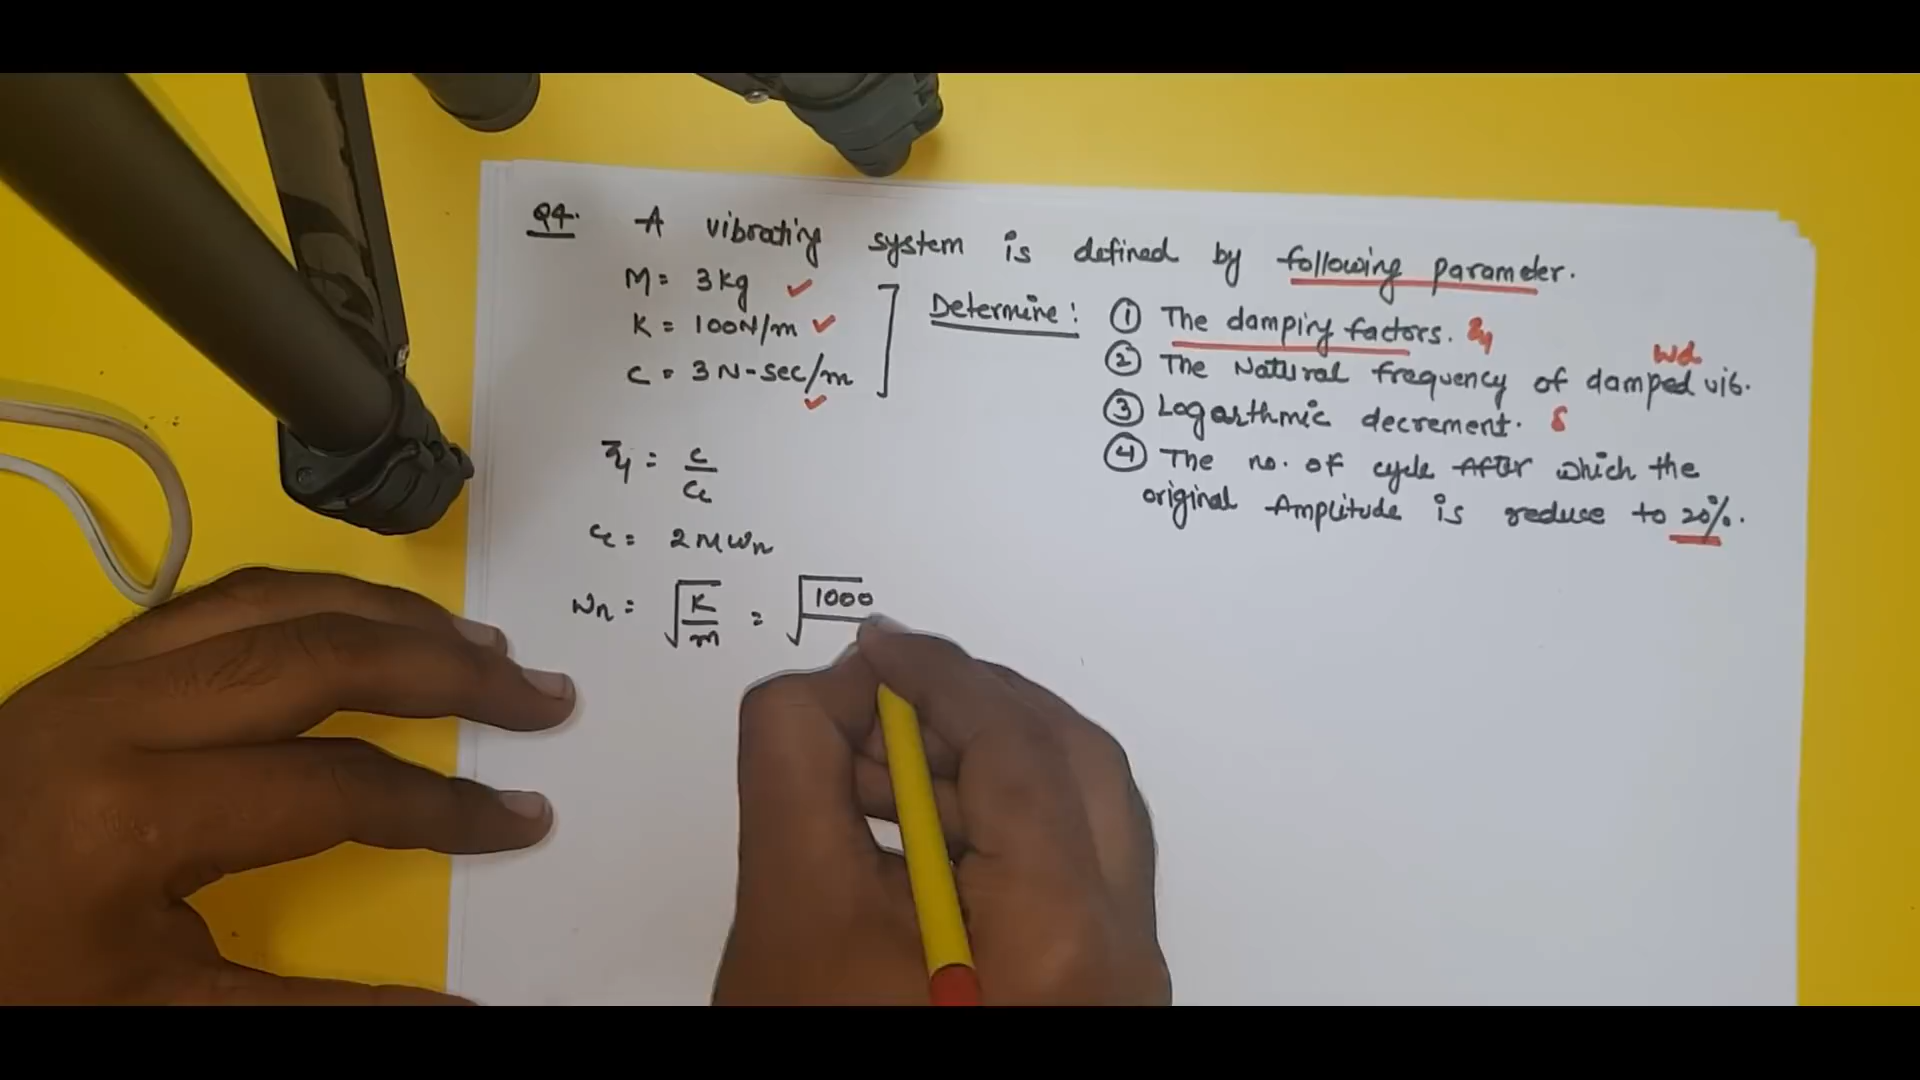 Q4. A vibrating system is defined by following parameter.
M = 3kg
K = 100N/m
C = 3N-sec/m
Determine :
① The damping factors. ξ
② The Natural frequency of damped vib. wd
③ Logarthmic decrement. δ
④ The no. of cycle After which the
original Amplitude is reduce to 20%.
ξ = c/cc
cc = 2Mwn
wn = √K/m = √1000